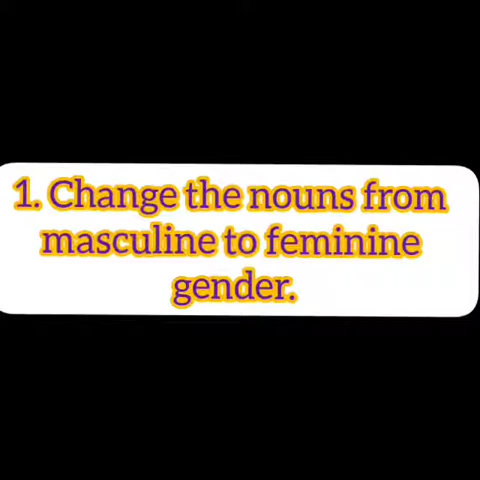 1. Change the nouns from
masculine to feminine
gender.